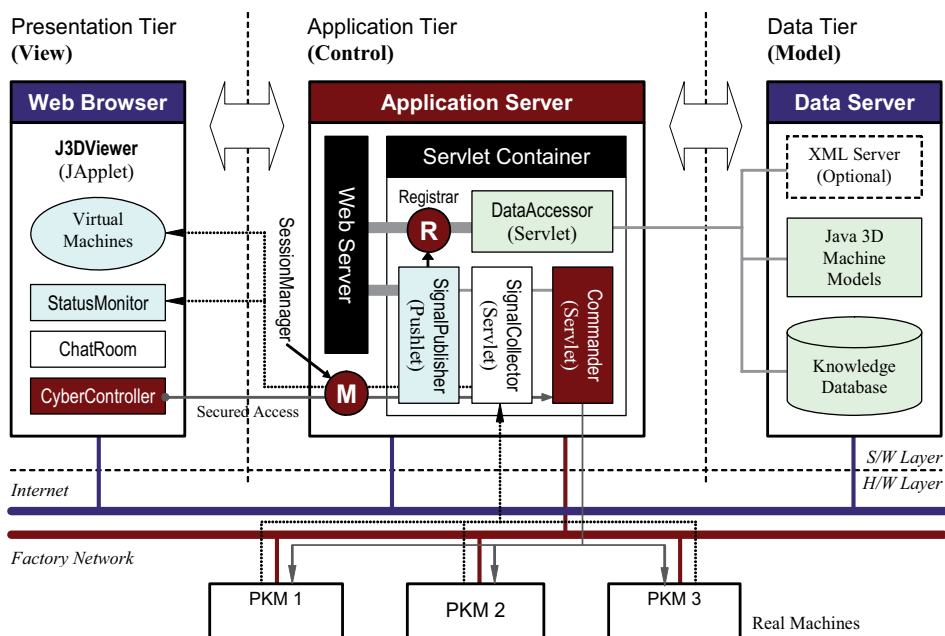 Presentation Tier
(View)
Application Tier
(Control)
Data Tier
(Model)
Web Browser
Application Server
Data Server
J3DViewer
(JApplet)
Virtual
Machines
StatusMonitor
ChatRoom
CyberController
Secured Access
SessionManager
M
Web Server
Servlet Container
Registrar
R
DataAccessor
(Servlet)
SignalPublisher
(Pushlet)
SignalCollector
(Servlet)
Commander
(Servlet)
XML Server
(Optional)
Java 3D
Machine
Models
Knowledge
Database
S/W Layer
H/W Layer
Internet
Factory Network
PKM 1
PKM 2
PKM 3
Real Machines